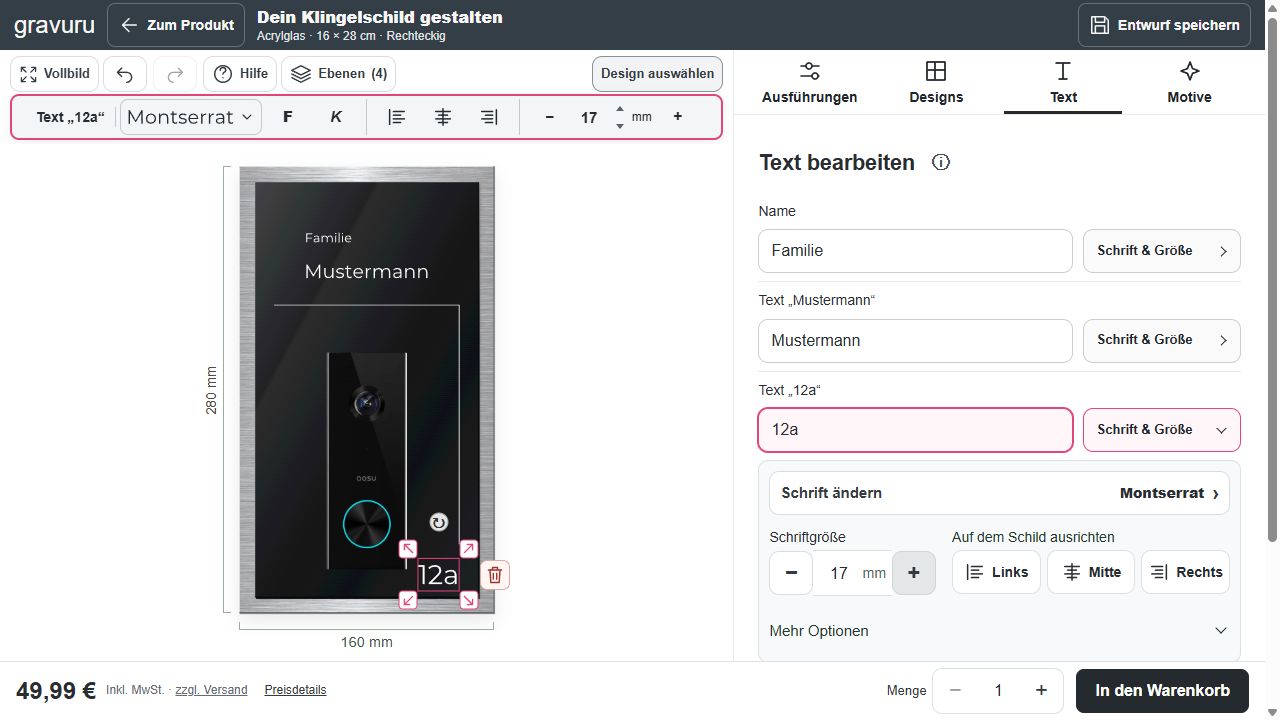 gravuru
Zum Produkt
Dein Klingelschild gestalten
Acrylglas · 16 × 28 cm · Rechteckig
Entwurf speichern
Vollbild
Hilfe
Ebenen (4)
Design auswählen
Ausführungen
Designs
Text
Motive
Text „12a“
Montserrat
F
K
− 17 mm +
Text bearbeiten
Name
Familie
Schrift & Größe
Text „Mustermann“
Mustermann
Schrift & Größe
Text „12a“
12a
Schrift & Größe
Schrift ändern
Montserrat
Schriftgröße
Auf dem Schild ausrichten
− 17 mm +
Links
Mitte
Rechts
Mehr Optionen
Familie
Mustermann
12a
160 mm
49,99 €
Inkl. MwSt. · zzgl. Versand
Preisdetails
Menge
− 1 +
In den Warenkorb